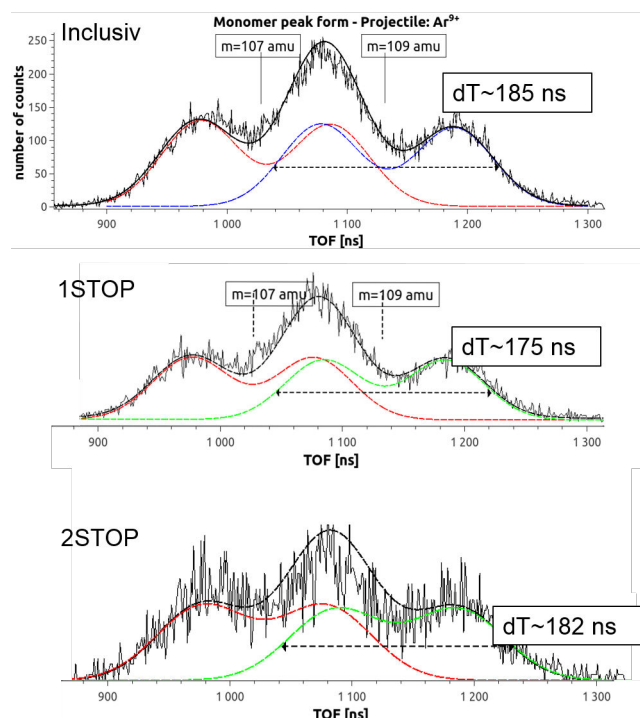 Monomer peak form - Projectile: Ar⁹⁺
Inclusiv
m=107 amu
m=109 amu
dT~185 ns
number of counts
250
200
150
100
50
0
900
1 000
1 100
1 200
1 300
TOF [ns]
1STOP
m=107 amu
m=109 amu
dT~175 ns
900
1 000
1 100
1 200
1 300
TOF [ns]
2STOP
dT~182 ns
900
1 000
1 100
1 200
1 300
TOF [ns]